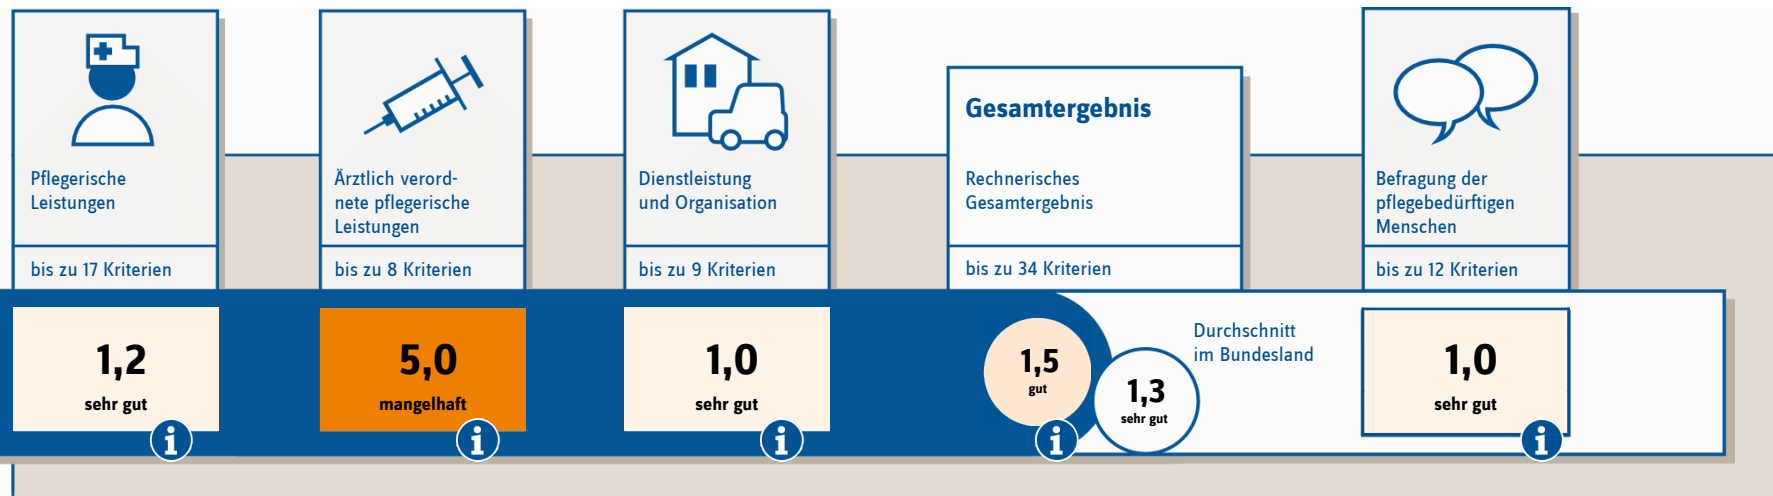 Pflegerische
Leistungen
bis zu 17 Kriterien
1,2
sehr gut
i
Ärztlich verord-
nete pflegerische
Leistungen
bis zu 8 Kriterien
5,0
mangelhaft
i
Dienstleistung
und Organisation
bis zu 9 Kriterien
1,0
sehr gut
i
Gesamtergebnis
Rechnerisches
Gesamtergebnis
bis zu 34 Kriterien
1,5
gut
i
1,3
sehr gut
Durchschnitt
im Bundesland
Befragung der
pflegebedürftigen
Menschen
bis zu 12 Kriterien
1,0
sehr gut
i